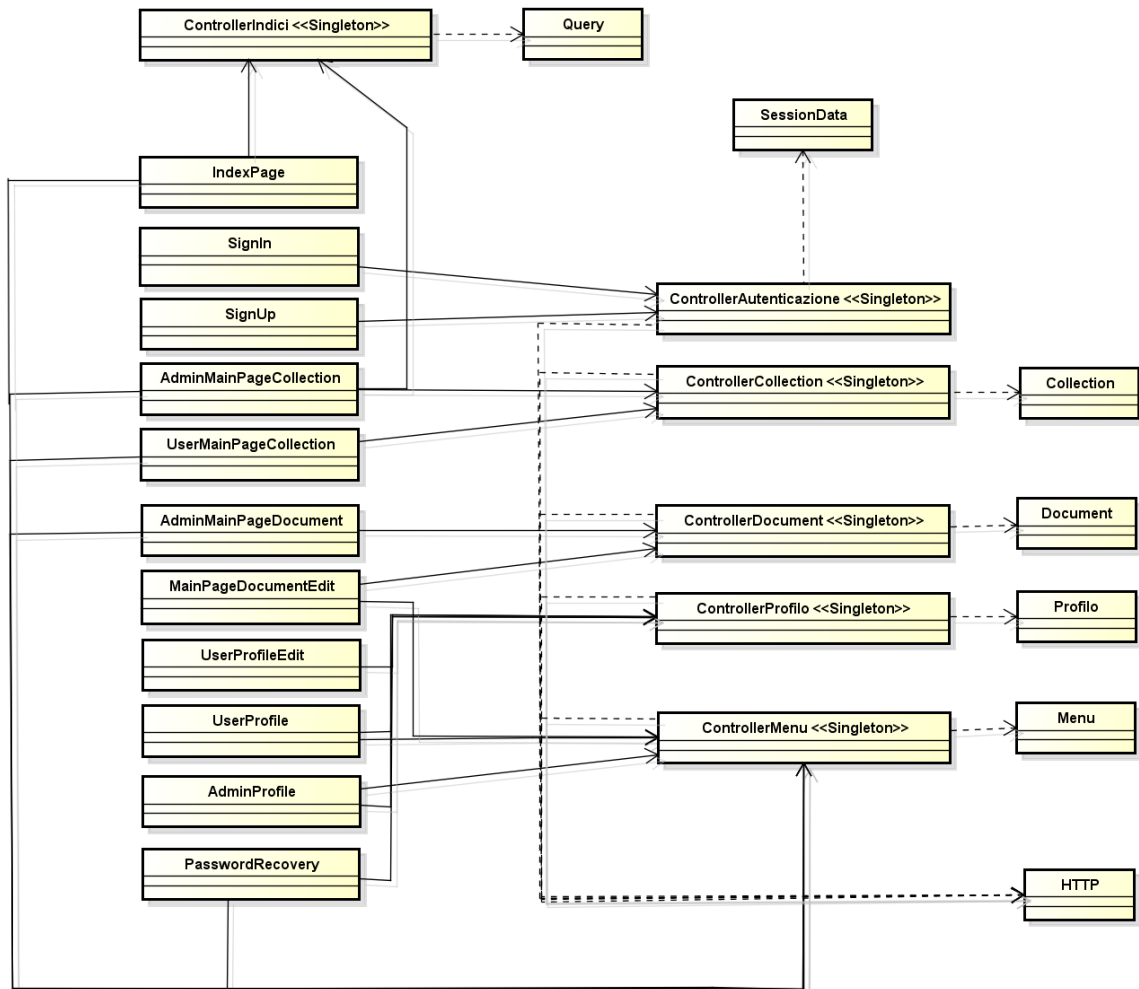 ControllerIndici <<Singleton>>
Query
SessionData
IndexPage
SignIn
ControllerAutenticazione <<Singleton>>
SignUp
AdminMainPageCollection
ControllerCollection <<Singleton>>
Collection
UserMainPageCollection
AdminMainPageDocument
ControllerDocument <<Singleton>>
Document
MainPageDocumentEdit
ControllerProfilo <<Singleton>>
Profilo
UserProfileEdit
UserProfile
ControllerMenu <<Singleton>>
Menu
AdminProfile
PasswordRecovery
HTTP